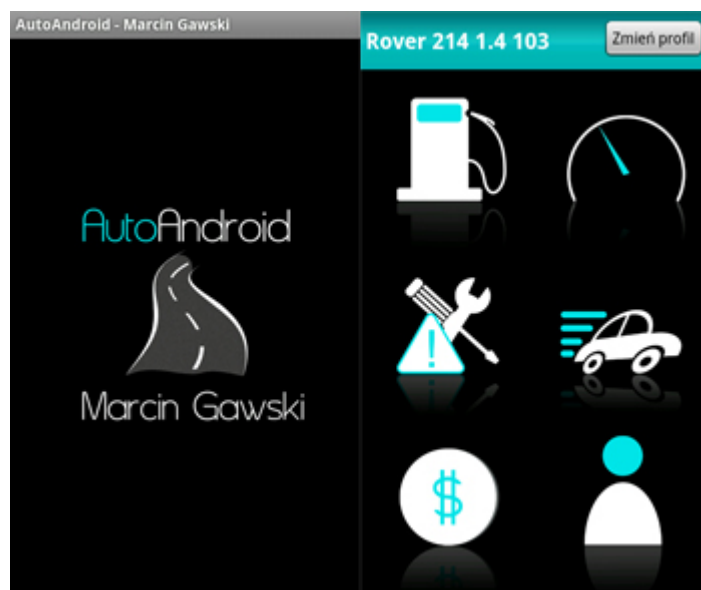 AutoAndroid - Marcin Gawski
AutoAndroid
Marcin Gawski
Rover 214 1.4 103
Zmień profil
$